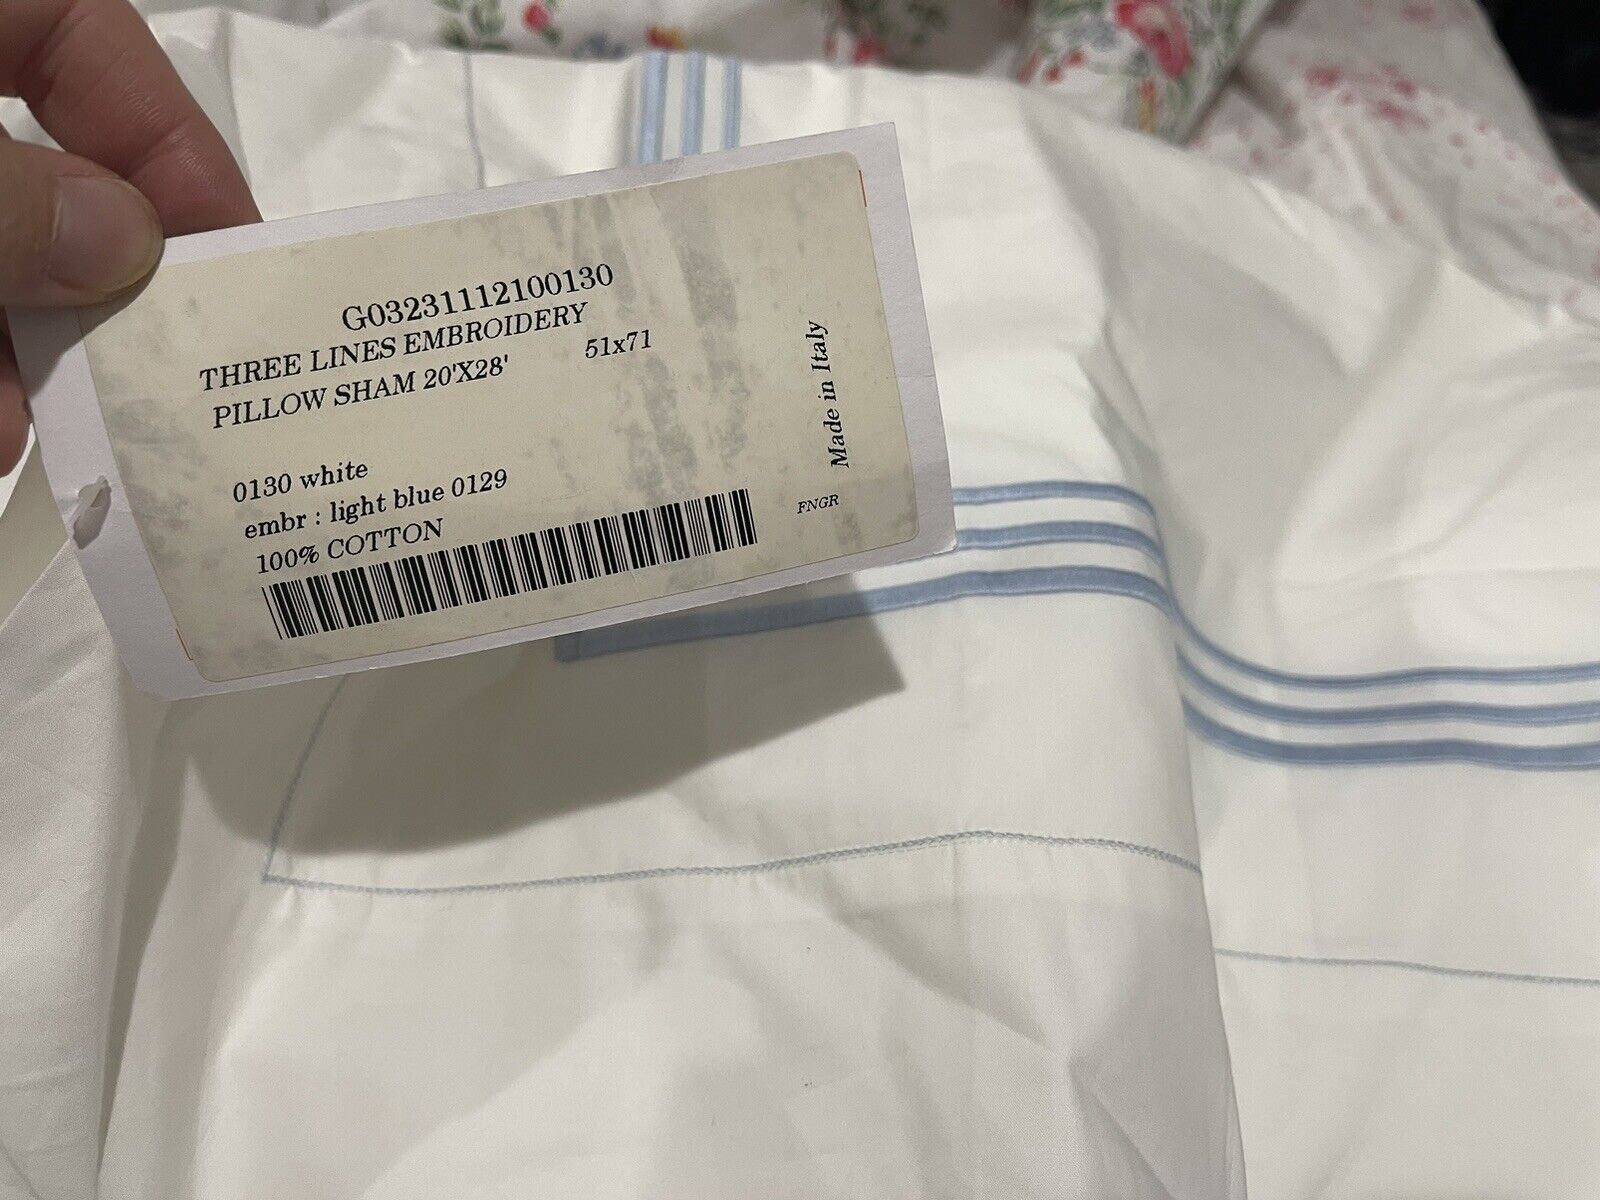 G03231112100130
THREE LINES EMBROIDERY
PILLOW SHAM 20'X28' 51x71
0130 white
embr : light blue 0129
100% COTTON
Made in Italy
FNGR